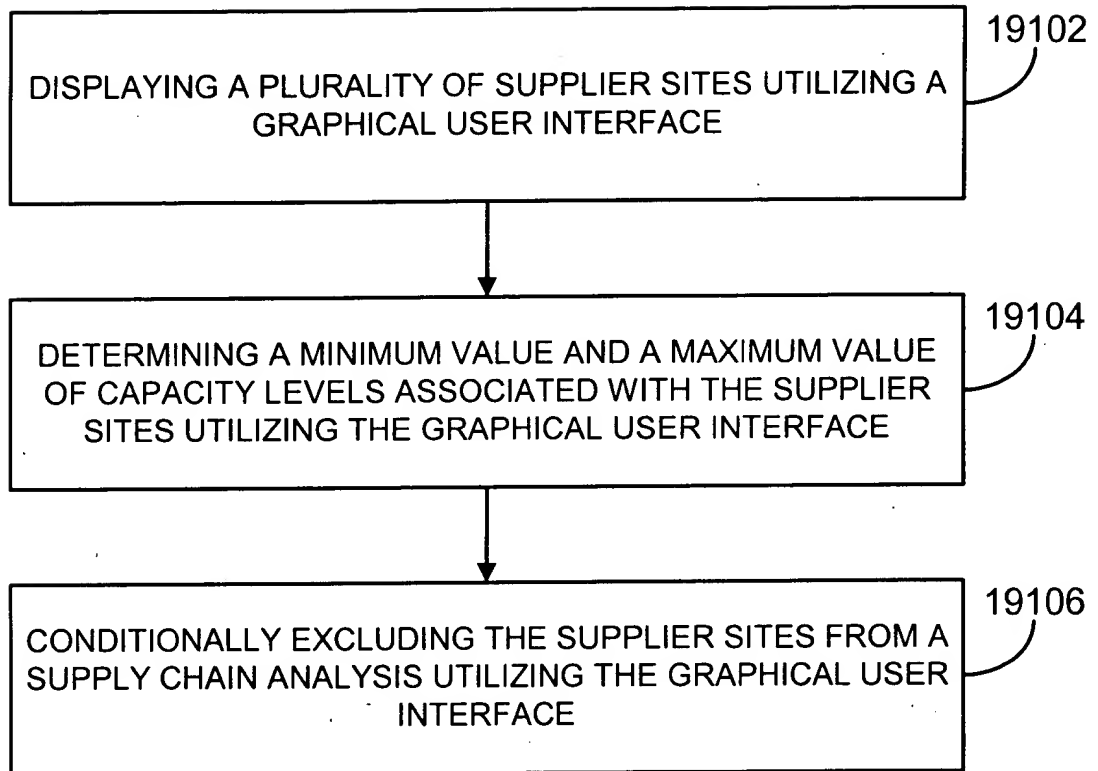 19102
DISPLAYING A PLURALITY OF SUPPLIER SITES UTILIZING A
GRAPHICAL USER INTERFACE
19104
DETERMINING A MINIMUM VALUE AND A MAXIMUM VALUE
OF CAPACITY LEVELS ASSOCIATED WITH THE SUPPLIER
SITES UTILIZING THE GRAPHICAL USER INTERFACE
19106
CONDITIONALLY EXCLUDING THE SUPPLIER SITES FROM A
SUPPLY CHAIN ANALYSIS UTILIZING THE GRAPHICAL USER
INTERFACE